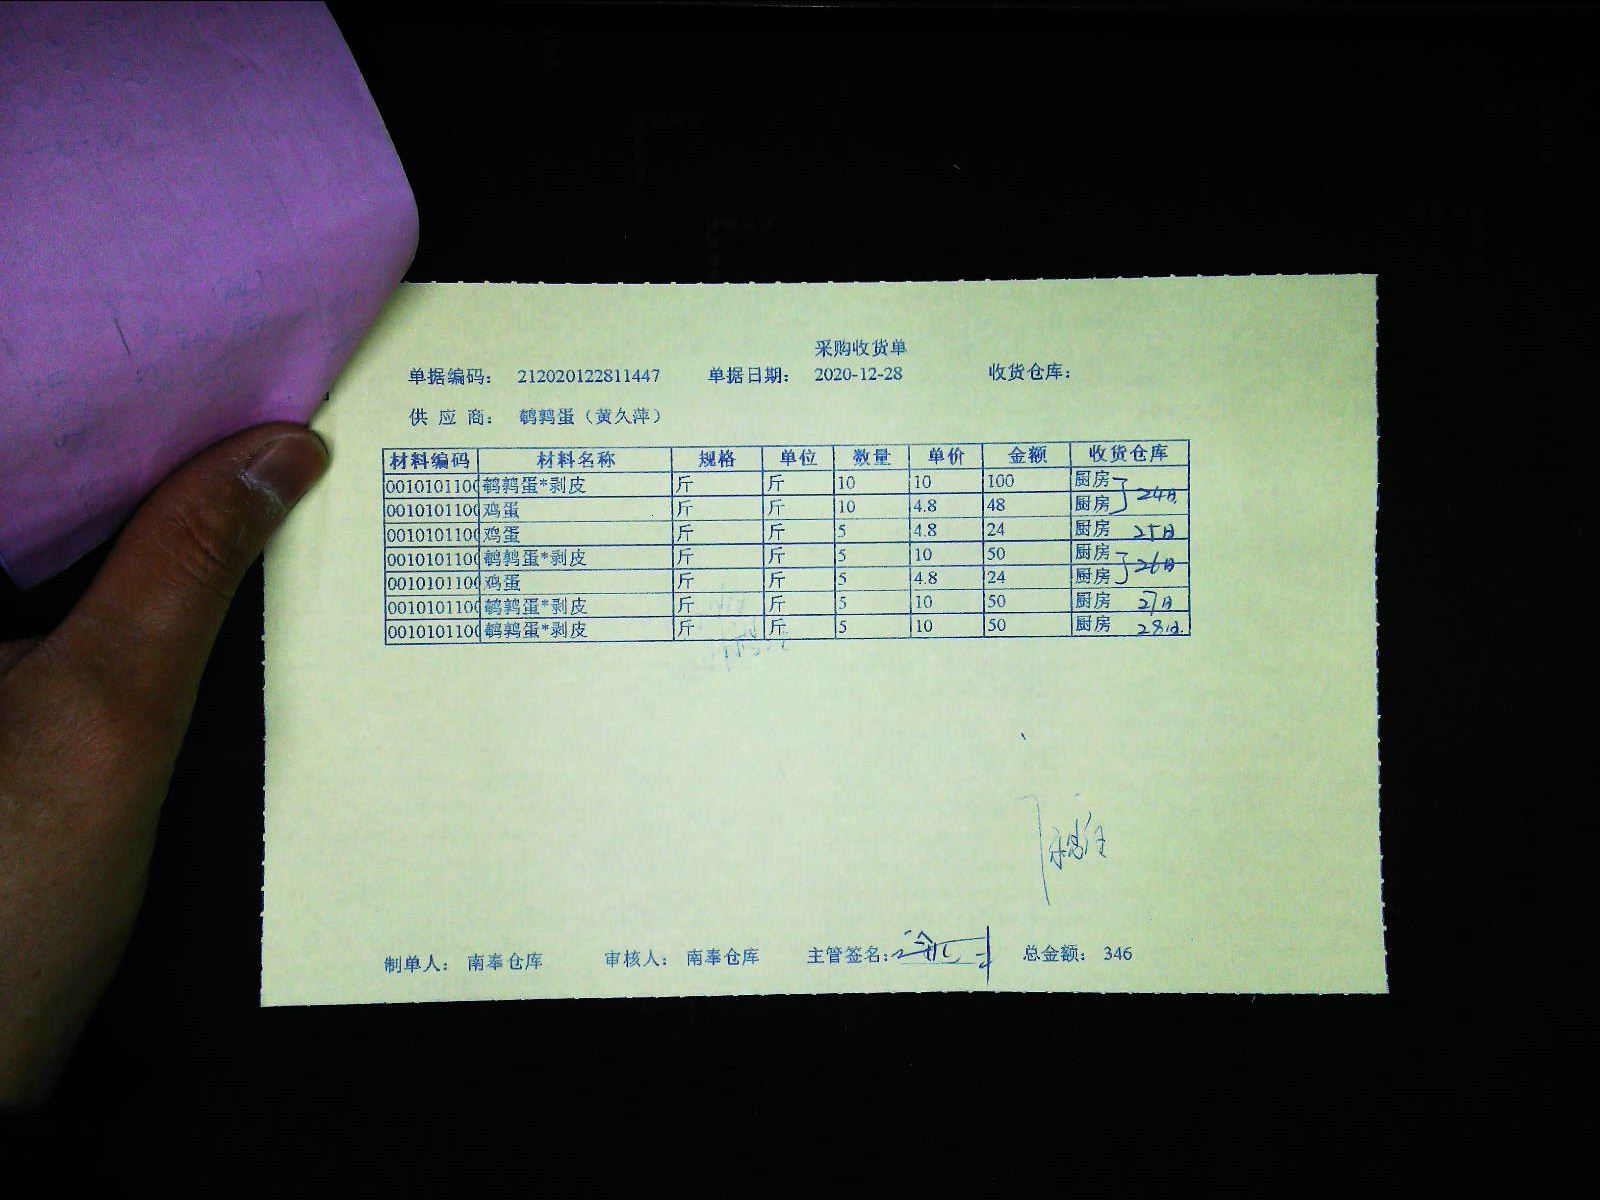 采购收货单
单据编码： 212020122811447 单据日期： 2020-12-28 收货仓库：
供 应 商： 鹌鹑蛋（黄久萍）
材料编码 材料名称 规格 单位 数量 单价 金额 收货仓库
0010101100 鹌鹑蛋*剥皮 斤 斤 10 10 100 厨房
0010101100 鸡蛋 斤 斤 10 4.8 48 厨房 24日
0010101100 鸡蛋 斤 斤 5 4.8 24 厨房 25日
0010101100 鹌鹑蛋*剥皮 斤 斤 5 10 50 厨房
0010101100 鸡蛋 斤 斤 5 4.8 24 厨房 26日
0010101100 鹌鹑蛋*剥皮 斤 斤 5 10 50 厨房 27日
0010101100 鹌鹑蛋*剥皮 斤 斤 5 10 50 厨房 28日
制单人： 南奉仓库 审核人： 南奉仓库 主管签名: 总金额： 346